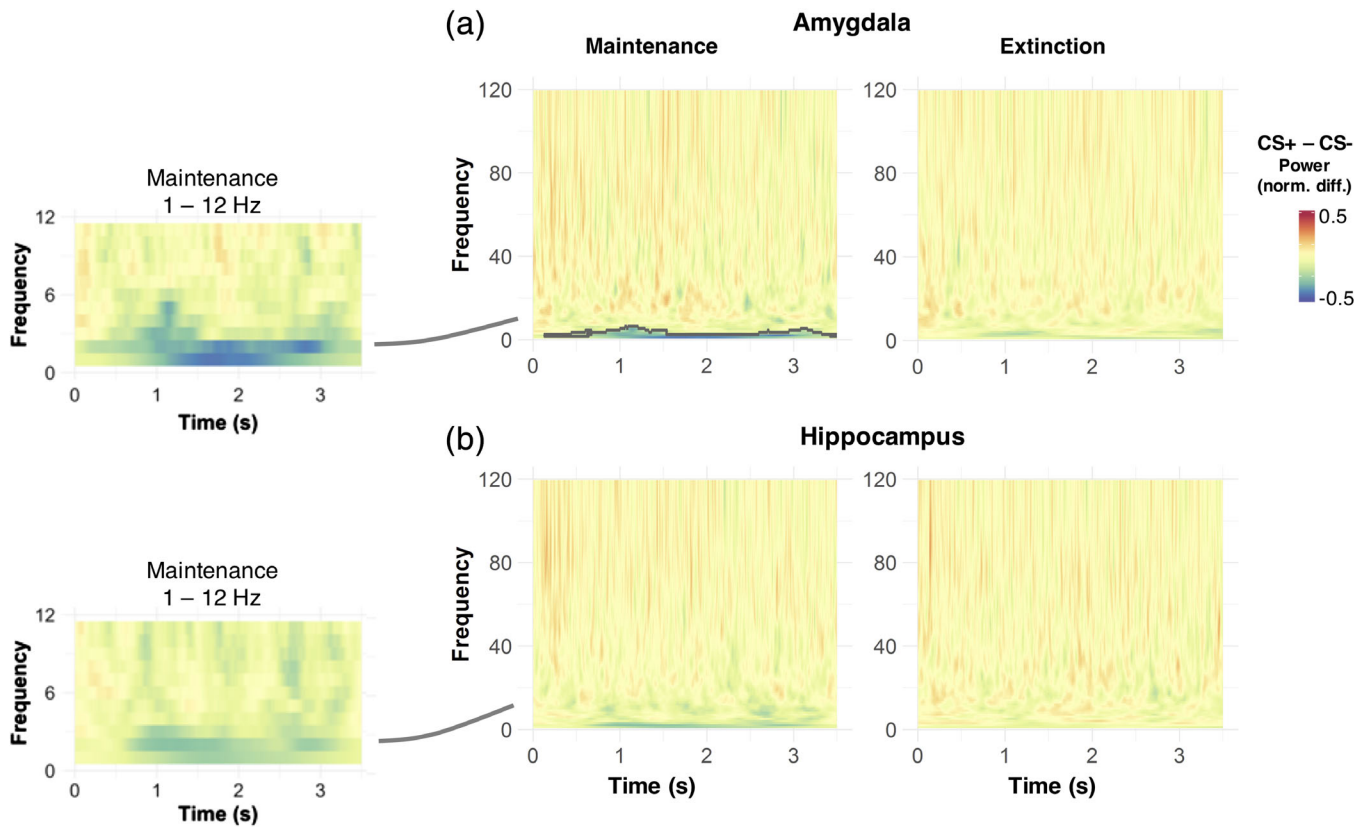 (a)
Amygdala
Maintenance
Extinction
120
80
40
0
Frequency
0 1 2 3
120
80
40
0
0 1 2 3
CS+ – CS-
Power
(norm. diff.)
0.5
-0.5
Maintenance
1 – 12 Hz
12
6
0
Frequency
0 1 2 3
Time (s)
(b)
Hippocampus
120
80
40
0
Frequency
0 1 2 3
Time (s)
120
80
40
0
0 1 2 3
Time (s)
Maintenance
1 – 12 Hz
12
6
0
Frequency
0 1 2 3
Time (s)